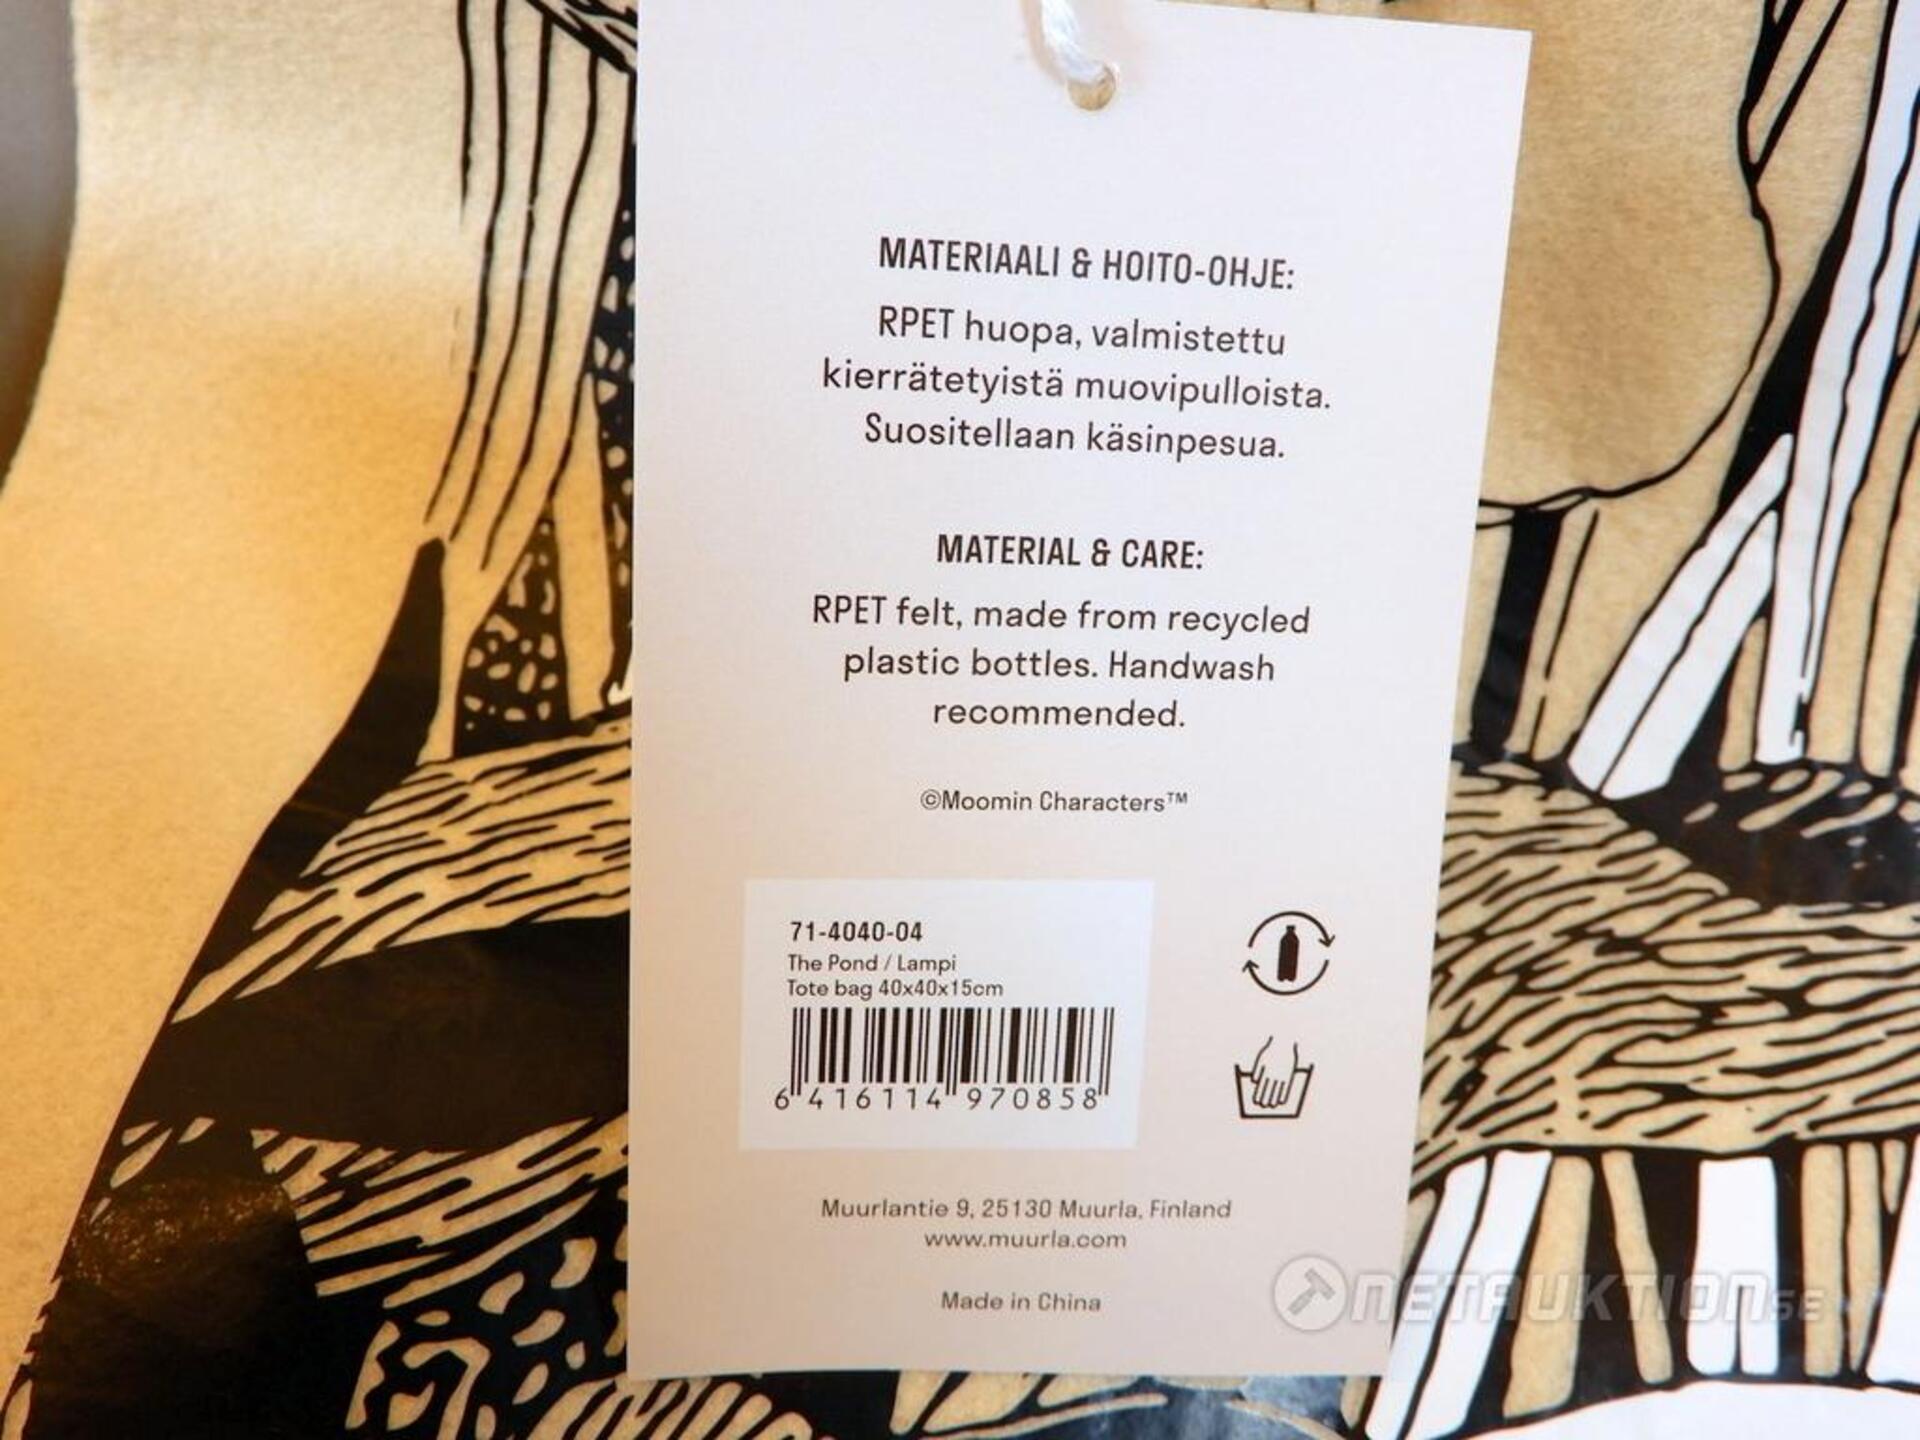 MATERIAALI & HOITO-OHJE:
RPET huopa, valmistettu
kierrätetyistä muovipulloista.
Suositellaan käsinpesua.
MATERIAL & CARE:
RPET felt, made from recycled
plastic bottles. Handwash
recommended.
©Moomin Characters™
71-4040-04
The Pond / Lampi
Tote bag 40x40x15cm
6 416114 970858
Muurlantie 9, 25130 Muurla, Finland
www.muurla.com
Made in China
NETAUKTION.SE